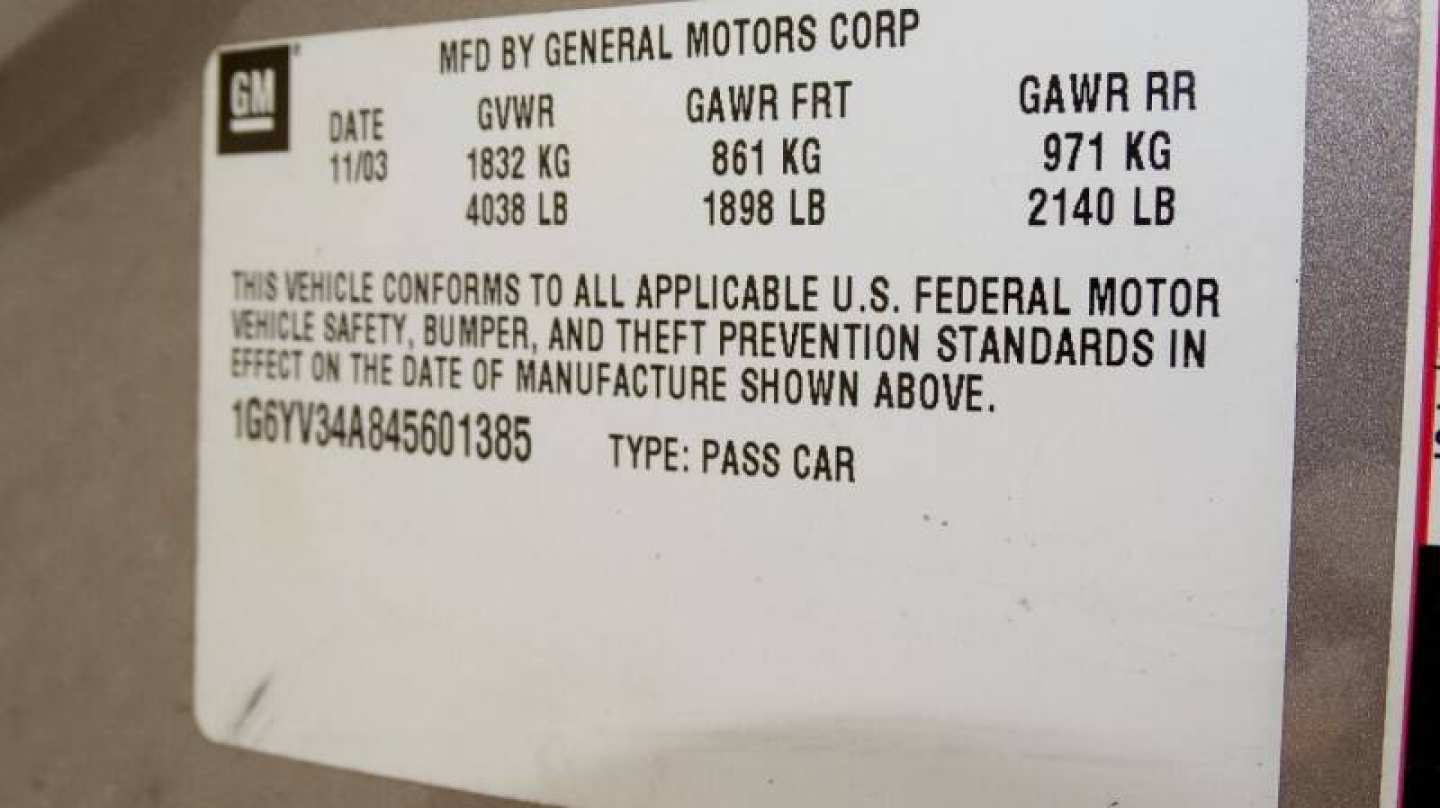 GM
MFD BY GENERAL MOTORS CORP
DATE GVWR GAWR FRT GAWR RR
11/03 1832 KG 861 KG 971 KG
4038 LB 1898 LB 2140 LB
THIS VEHICLE CONFORMS TO ALL APPLICABLE U.S. FEDERAL MOTOR
VEHICLE SAFETY, BUMPER, AND THEFT PREVENTION STANDARDS IN
EFFECT ON THE DATE OF MANUFACTURE SHOWN ABOVE.
1G6YV34A845601385 TYPE: PASS CAR